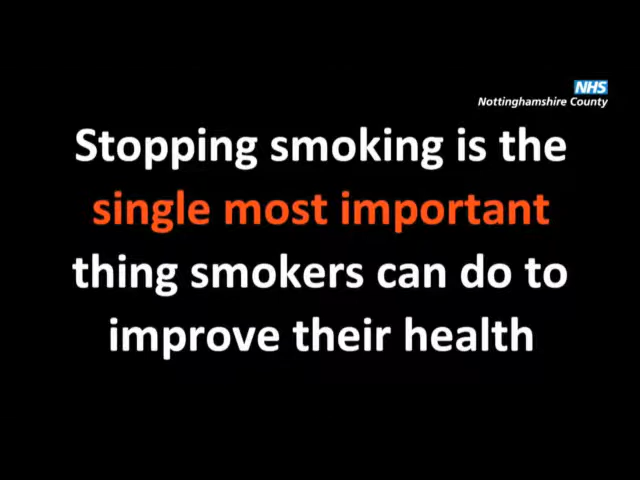 NHS
Nottinghamshire County
Stopping smoking is the
single most important
thing smokers can do to
improve their health